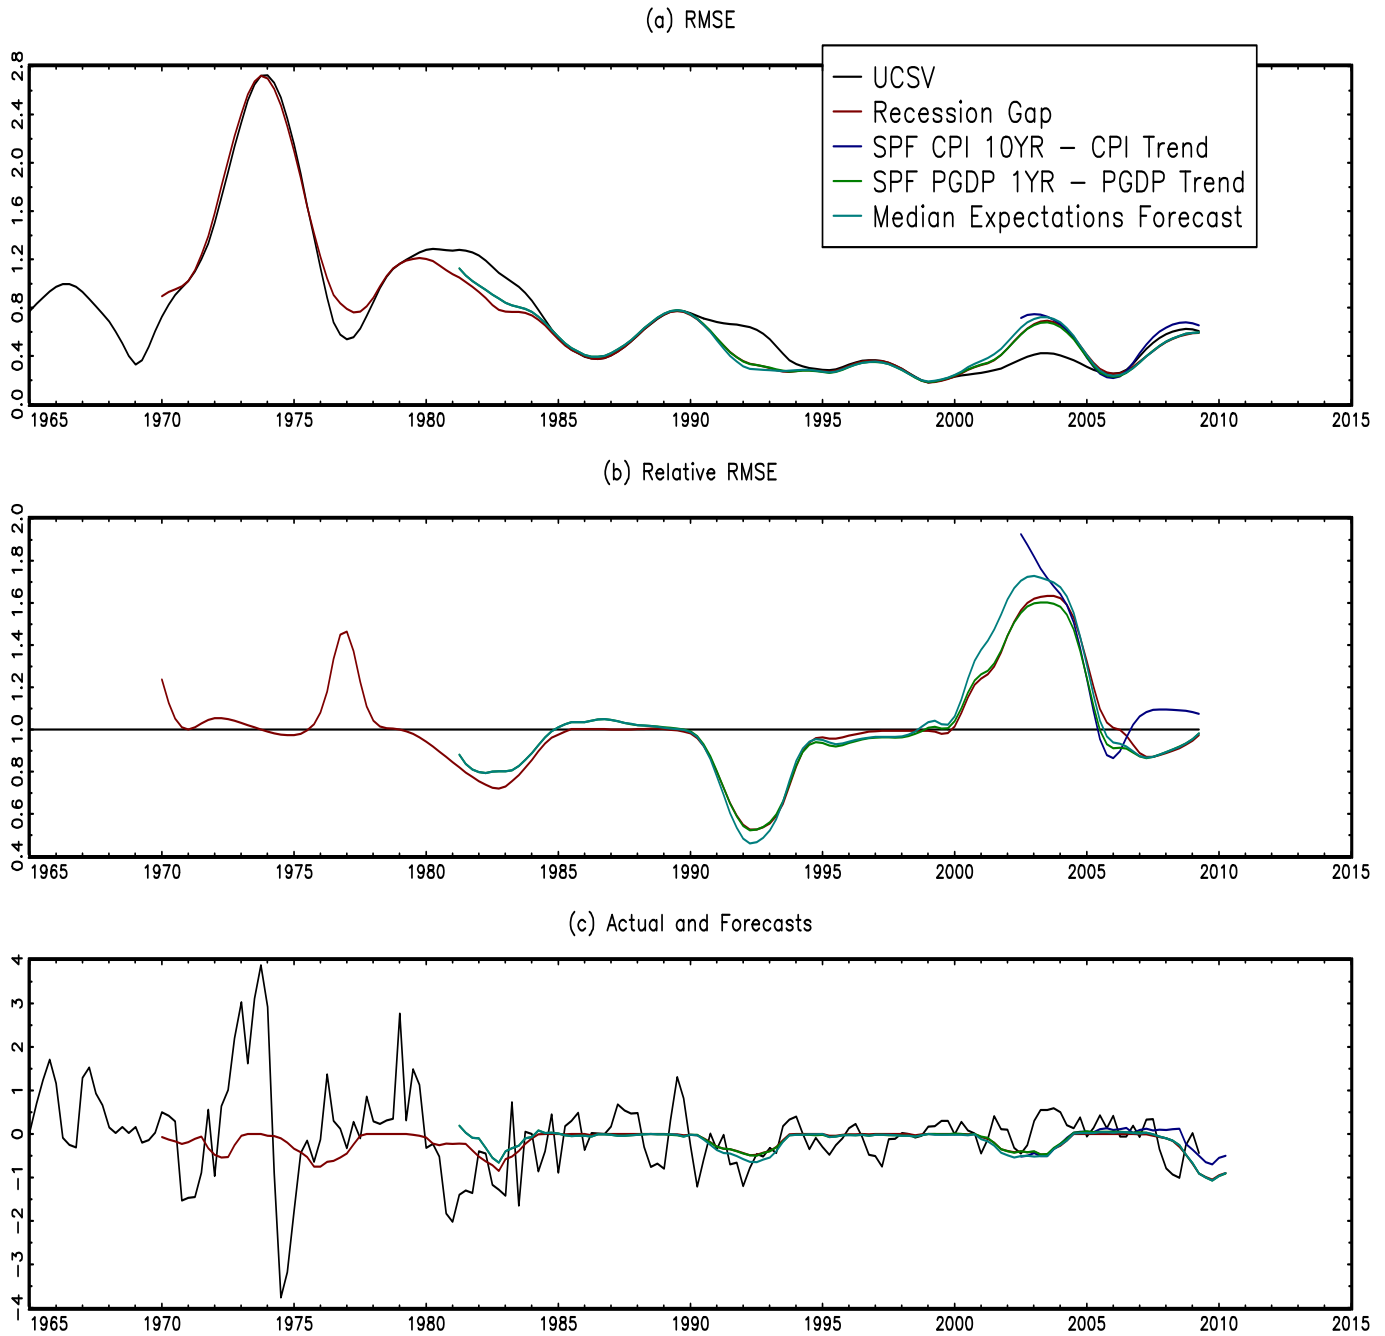 (a) RMSE
UCSV
Recession Gap
SPF CPI 10YR – CPI Trend
SPF PGDP 1YR – PGDP Trend
Median Expectations Forecast
2.8
2.4
2.0
1.6
1.2
0.8
0.4
0.0
1965 1970 1975 1980 1985 1990 1995 2000 2005 2010 2015
(b) Relative RMSE
2.0
1.8
1.6
1.4
1.2
1.0
0.8
0.6
0.4
1965 1970 1975 1980 1985 1990 1995 2000 2005 2010 2015
(c) Actual and Forecasts
4
3
2
1
0
−1
−2
−3
−4
1965 1970 1975 1980 1985 1990 1995 2000 2005 2010 2015